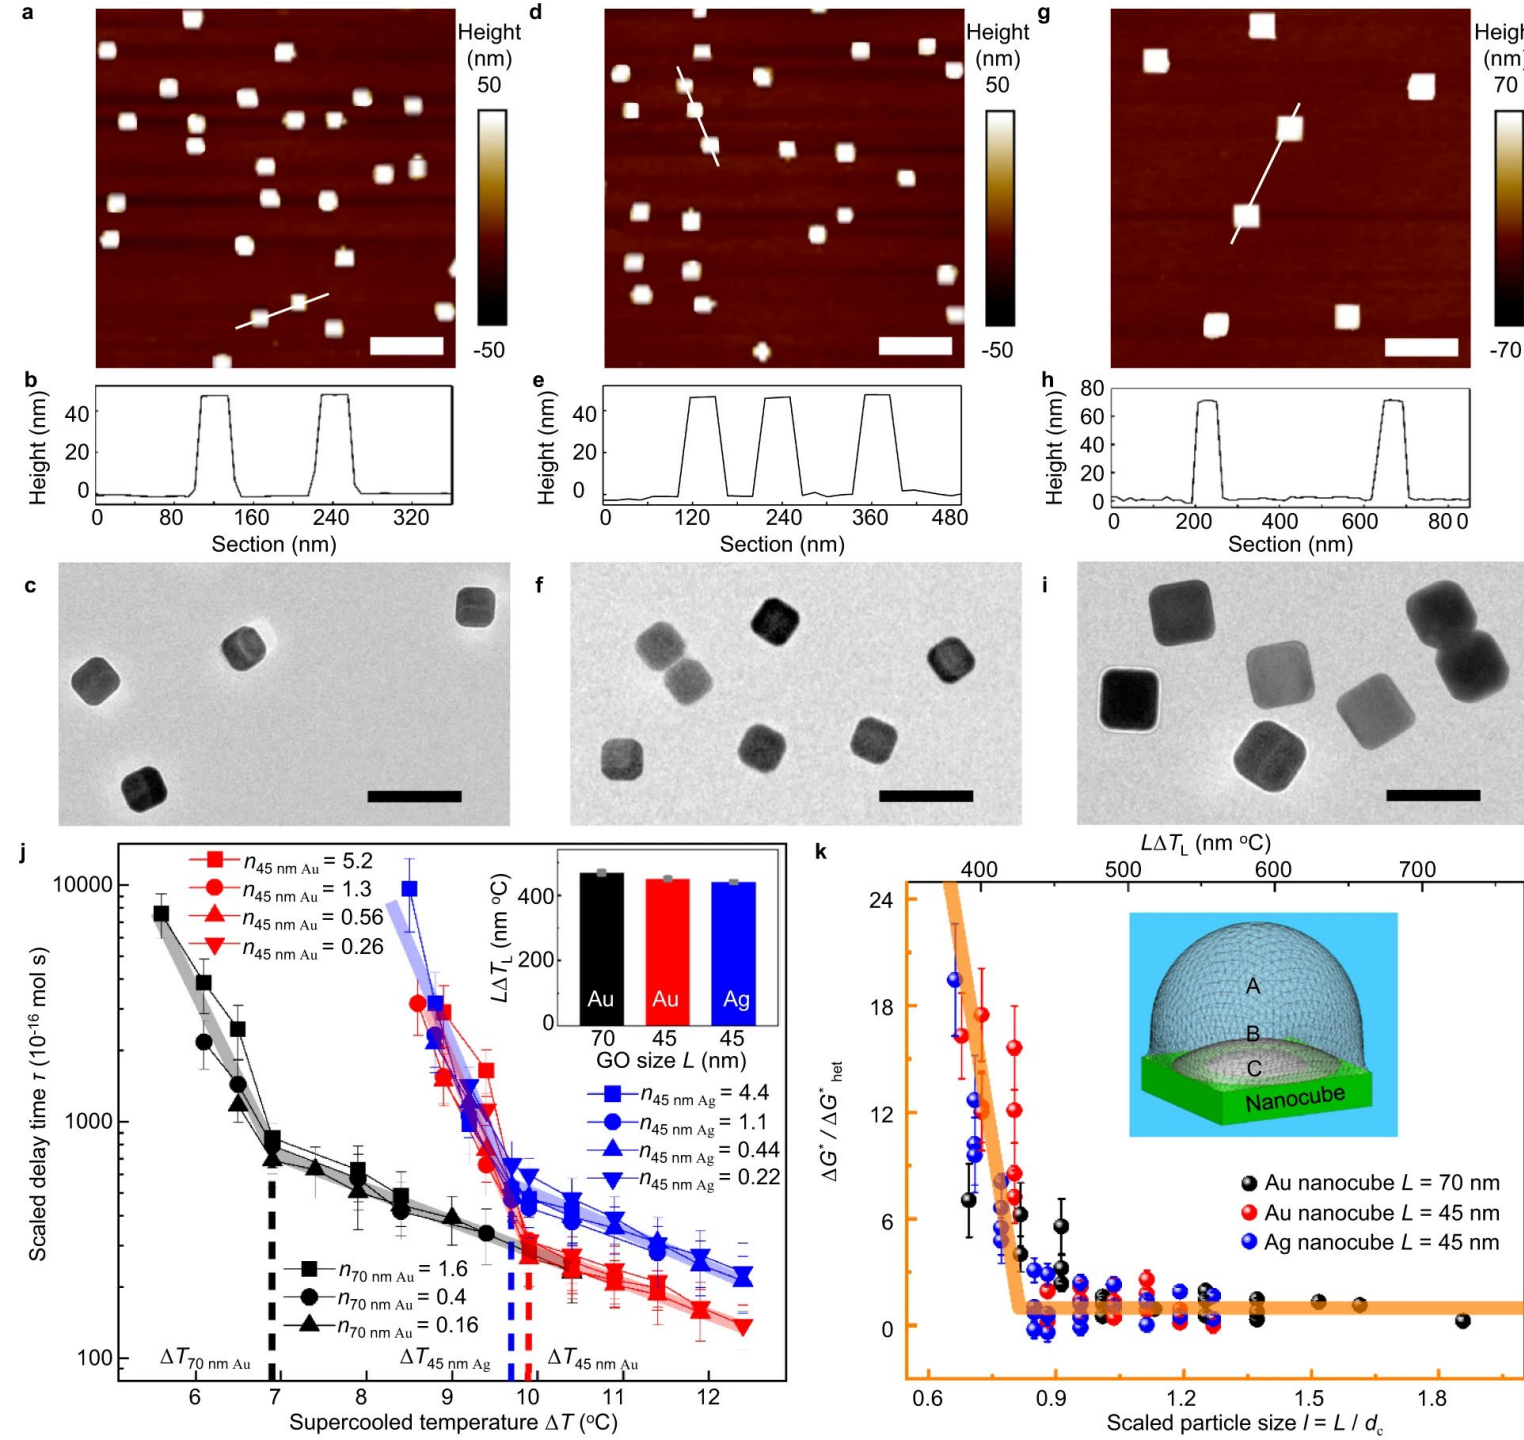 a
Height
(nm)
50
-50
d
Height
(nm)
50
-50
g
Heigh
(nm)
70
-70
b
Height (nm)
40
20
0
0 80 160 240 320
Section (nm)
e
Height (nm)
40
20
0
0 120 240 360 480
Section (nm)
h
Height (nm)
80
60
40
20
0
0 200 400 600 800
Section (nm)
c
f
i
j
n45 nm Au = 5.2
n45 nm Au = 1.3
n45 nm Au = 0.56
n45 nm Au = 0.26
LΔTL (nm °C)
400
200
0
Au Au Ag
70 45 45
GO size L (nm)
n45 nm Ag = 4.4
n45 nm Ag = 1.1
n45 nm Ag = 0.44
n45 nm Ag = 0.22
n70 nm Au = 1.6
n70 nm Au = 0.4
n70 nm Au = 0.16
ΔT70 nm Au
ΔT45 nm Ag
ΔT45 nm Au
Scaled delay time τ (10-16 mol s)
10000
1000
100
6 7 8 9 10 11 12
Supercooled temperature ΔT (°C)
k
LΔTL (nm °C)
400 500 600 700
ΔG* / ΔG*het
24
18
12
6
0
A
B
C
Nanocube
Au nanocube L = 70 nm
Au nanocube L = 45 nm
Ag nanocube L = 45 nm
0.6 0.9 1.2 1.5 1.8
Scaled particle size l = L / dc